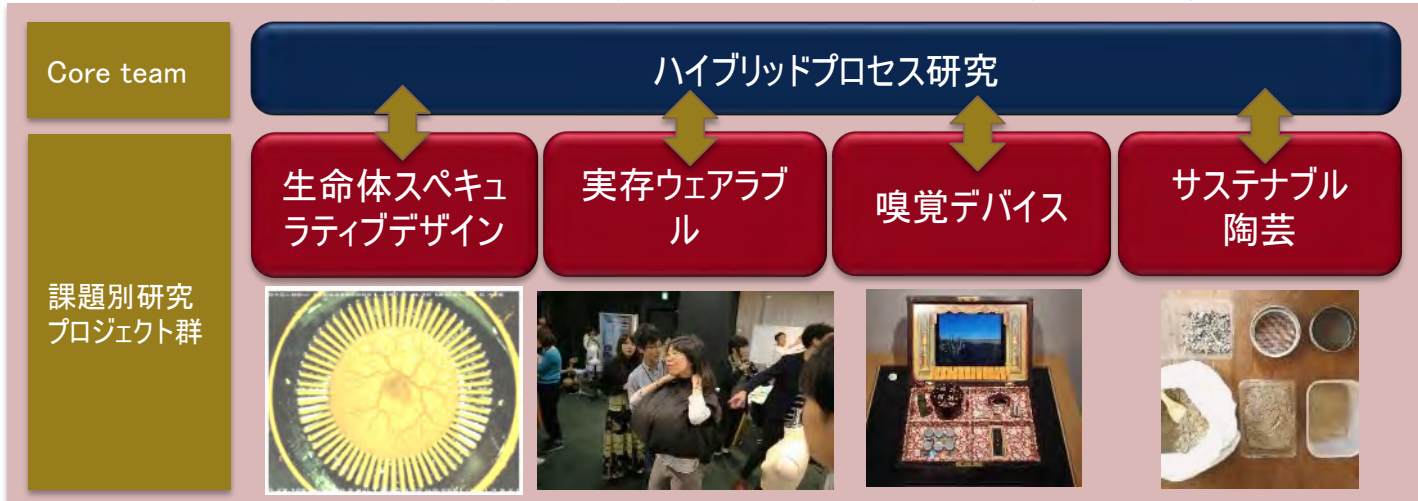 Core team
ハイブリッドプロセス研究
課題別研究
プロジェクト群
生命体スペキュ
ラティブデザイン
実存ウェアラブ
ル
嗅覚デバイス
サステナブル
陶芸